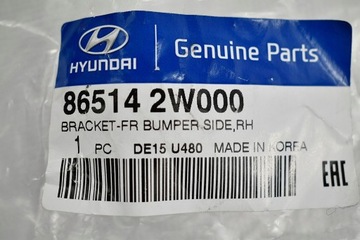 HYUNDAI
Genuine Parts
86514 2W000
BRACKET-FR BUMPER SIDE,RH
1 PC DE15 U480 MADE IN KOREA
EAC